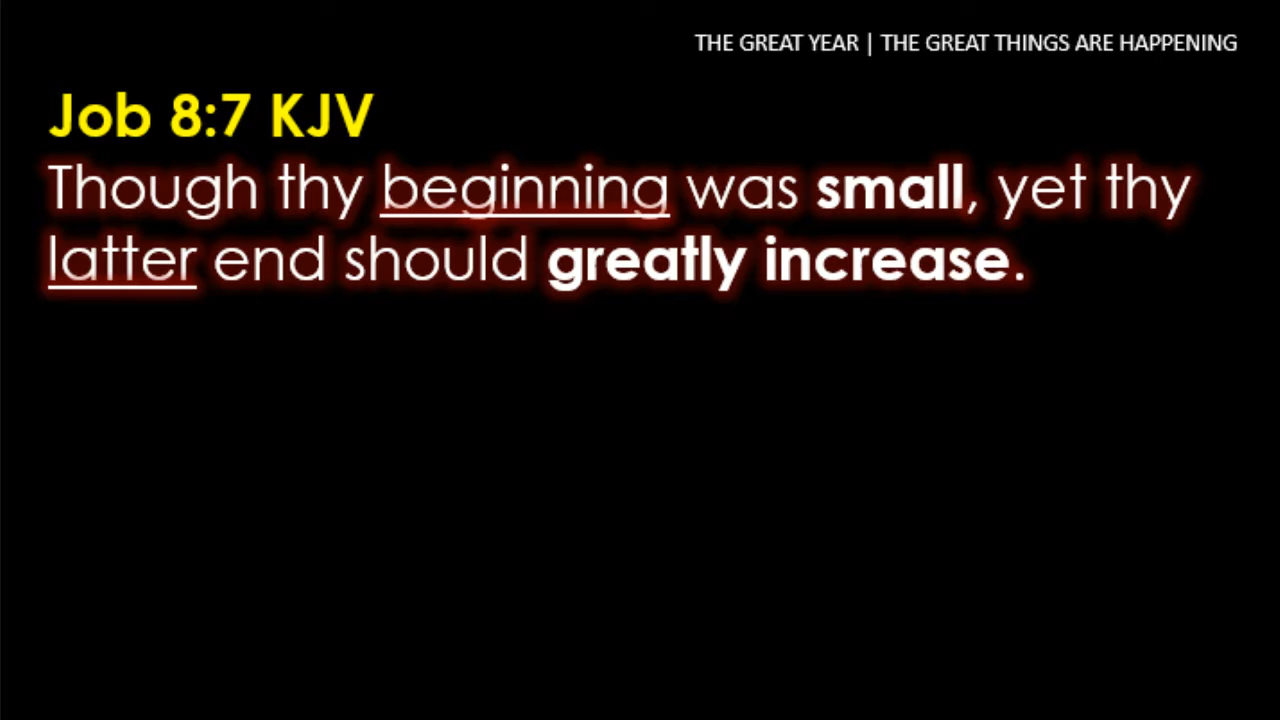 THE GREAT YEAR | THE GREAT THINGS ARE HAPPENING
Job 8:7 KJV
Though thy beginning was small, yet thy
latter end should greatly increase.